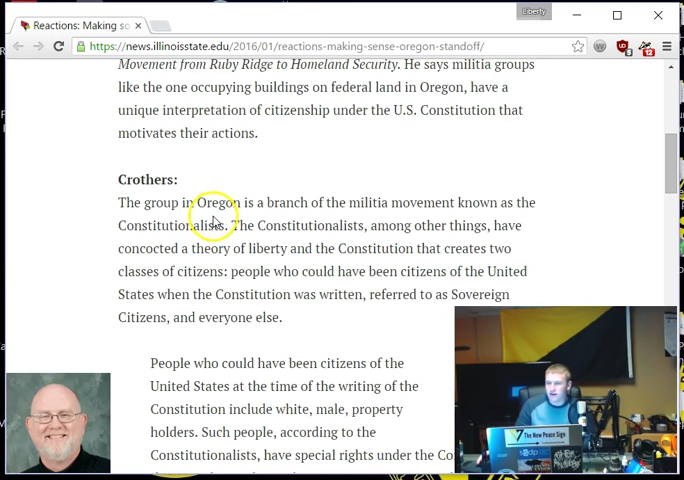 Liberty
Reactions: Making so
https://news.illinoisstate.edu/2016/01/reactions-making-sense-oregon-standoff/
12
Movement from Ruby Ridge to Homeland Security. He says militia groups
like the one occupying buildings on federal land in Oregon, have a
unique interpretation of citizenship under the U.S. Constitution that
motivates their actions.
Crothers:
The group in Oregon is a branch of the militia movement known as the
Constitutionalists. The Constitutionalists, among other things, have
concocted a theory of liberty and the Constitution that creates two
classes of citizens: people who could have been citizens of the United
States when the Constitution was written, referred to as Sovereign
Citizens, and everyone else.
People who could have been citizens of the
United States at the time of the writing of the
Constitution include white, male, property
holders. Such people, according to the
Constitutionalists, have special rights under the Co
The New Peace Sign